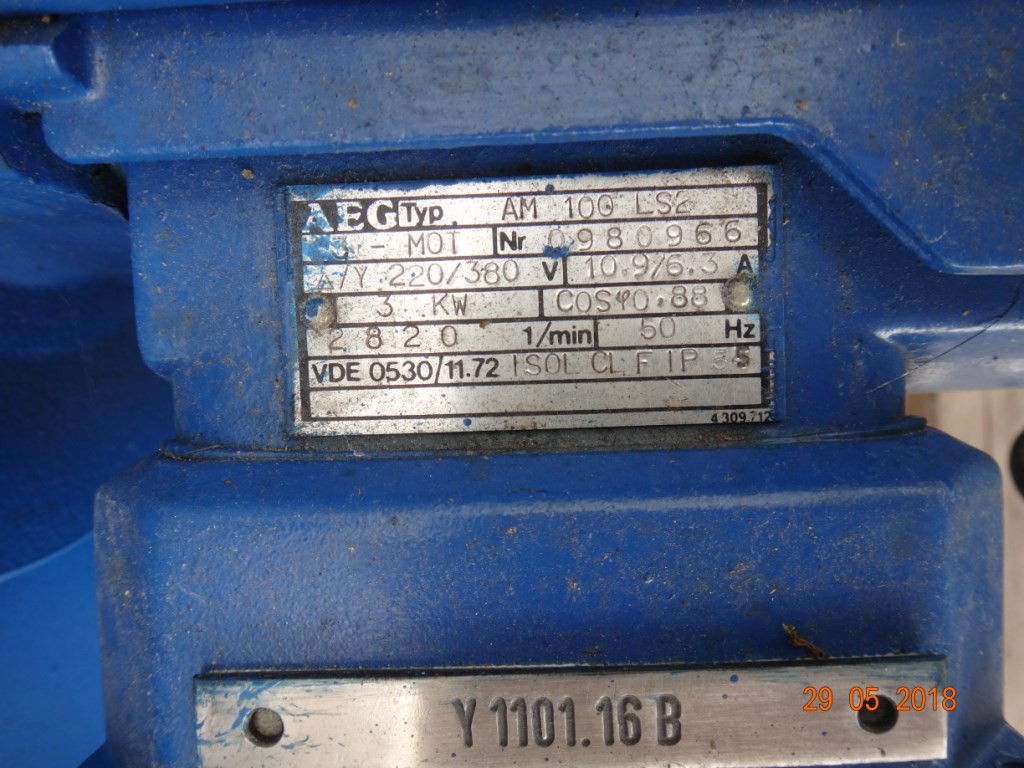 AEG Typ. AM 100 LS2
3 - MOT Nr 0980966
△/Y 220/380 V 10.9/6.3 A
3 KW COSφ0.88
2820 1/min 50 Hz
VDE 0530/11.72 ISOL CL F IP
4 309 712
Y 1101.16 B
29 05 2018